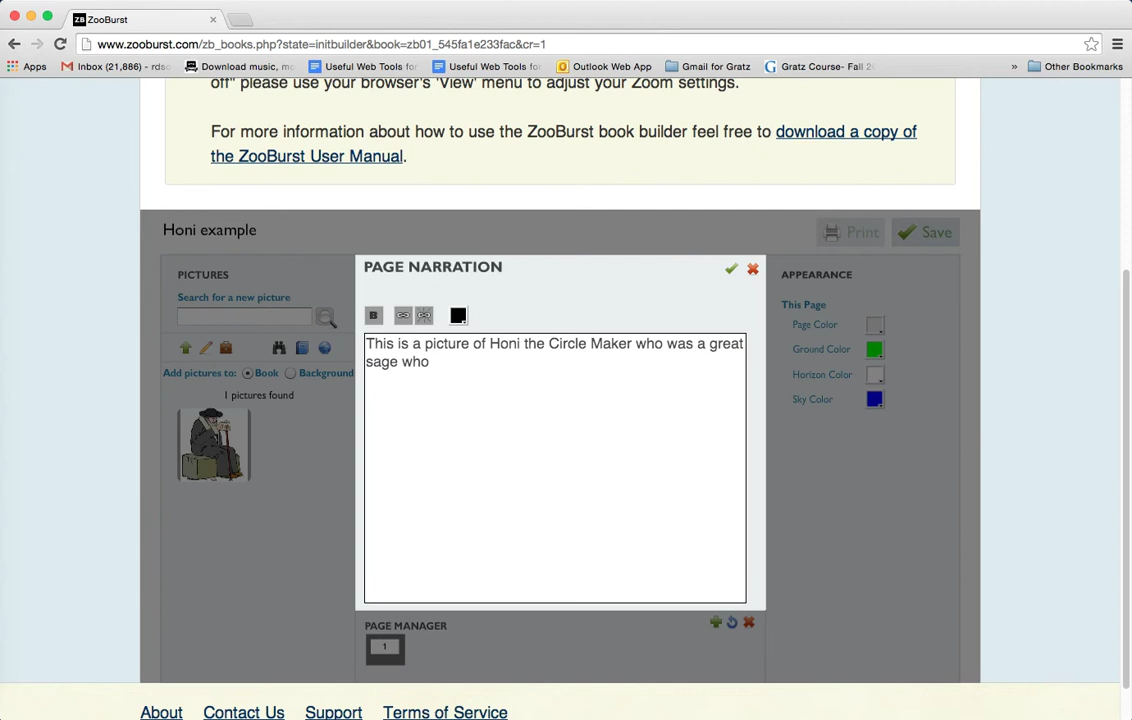 ZB ZooBurst
www.zooburst.com/zb_books.php?state=initbuilder&book=zb01_545fa1e233fac&cr=1
Apps Inbox (21,886) - rdso Download music, mo Useful Web Tools for Useful Web Tools for Outlook Web App Gmail for Gratz Gratz Course- Fall 20 » Other Bookmarks
off" please use your browser's 'View' menu to adjust your Zoom settings.
For more information about how to use the ZooBurst book builder feel free to download a copy of
the ZooBurst User Manual.
Honi example
Print
Save
PICTURES
Search for a new picture
Add pictures to: Book Background
1 pictures found
PAGE NARRATION
B
This is a picture of Honi the Circle Maker who was a great
sage who
APPEARANCE
This Page
Page Color
Ground Color
Horizon Color
Sky Color
PAGE MANAGER
1
About Contact Us Support Terms of Service